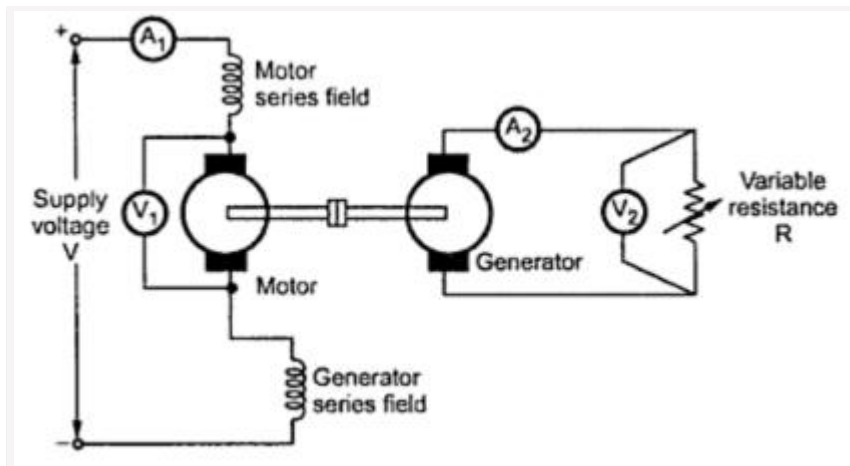 +
A1
Motor
series field
A2
Supply
voltage
V
V1
V2
Variable
resistance
R
Generator
Motor
Generator
series field
−